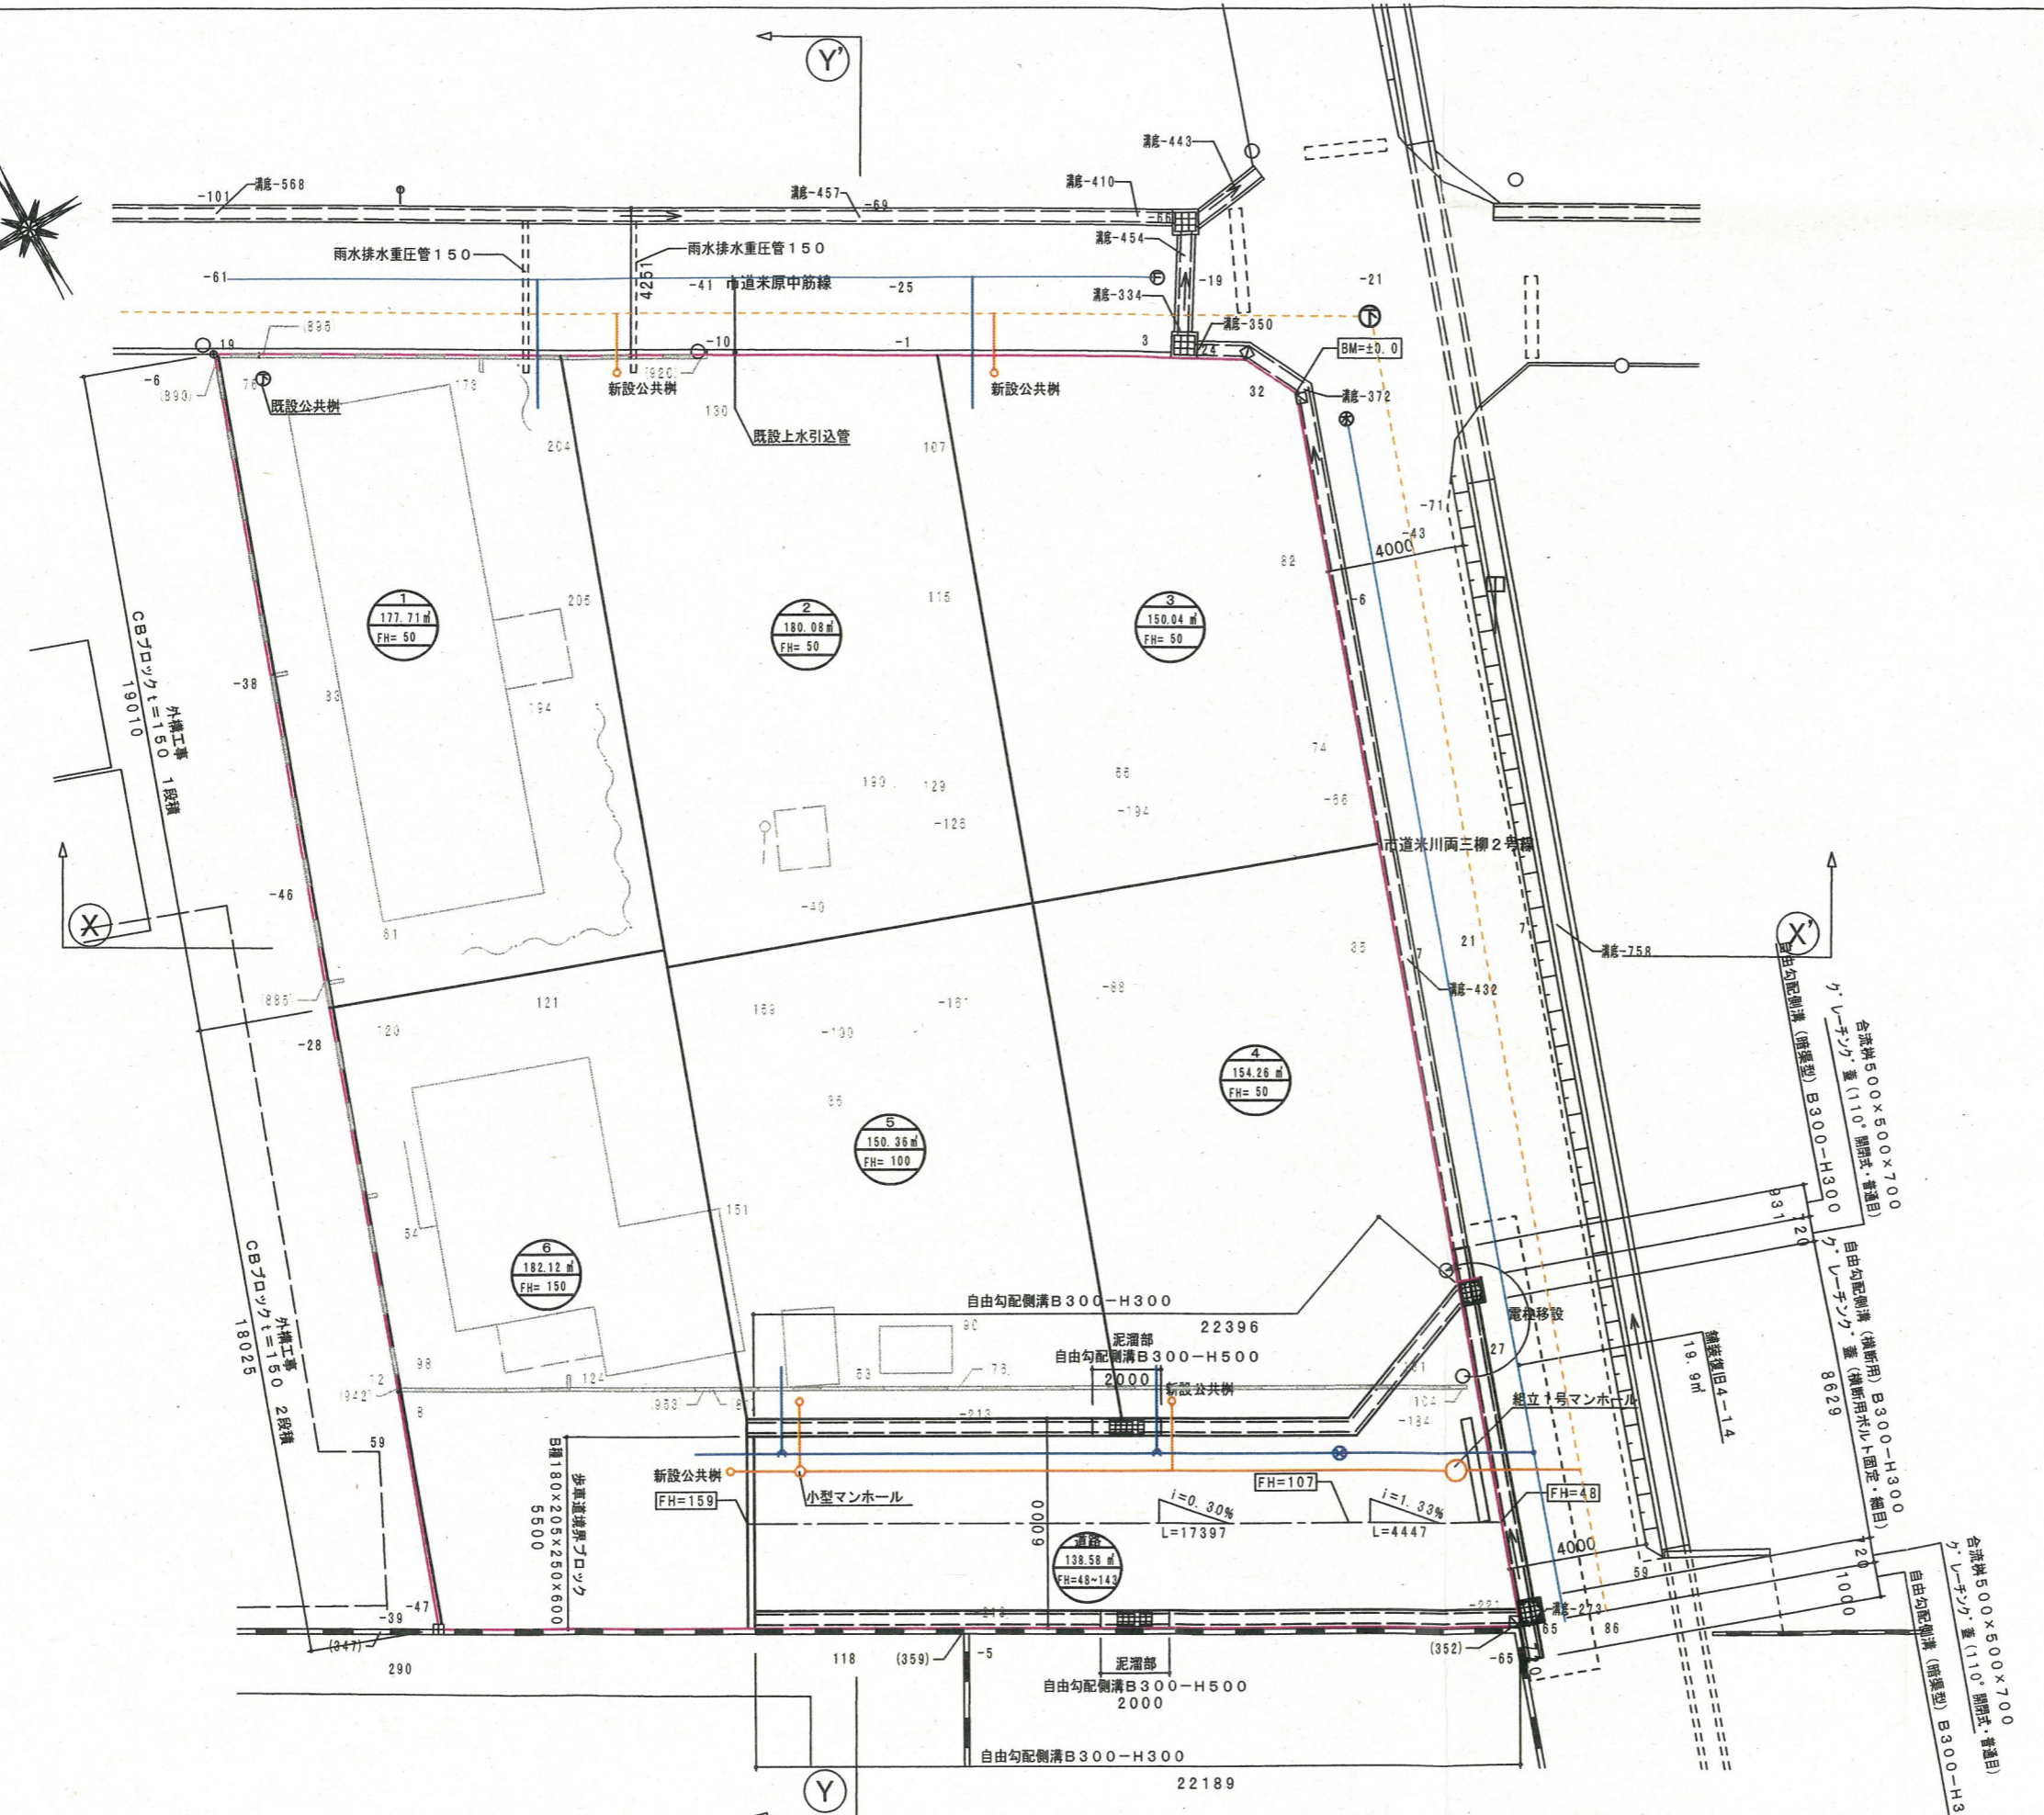 Y'
溝底-443
溝底-568
-101
溝底-457
-69
溝底-410
-66
溝底-454
雨水排水重圧管150
雨水排水重圧管150
4251
-61
-41
市道米原中筋線
-25
-19
-21
溝底-334
溝底-350
(895)
19
-10
-1
3
24
BM=±0.0
-6
(890)
76
173
(920)
新設公共桝
新設公共桝
既設公共桝
130
既設上水引込管
32
溝底-372
204
107
-71
-43
4000
82
1
177.71㎡
FH= 50
205
2
180.08㎡
FH= 50
115
3
150.04㎡
FH= 50
-6
外構工事
CBブロックt=150 1段積
19010
-38
83
194
74
66
190
129
-66
-194
-126
市道米川両三柳2号線
-46
-40
X
X'
61
35
7
21
7
溝底-758
溝底-432
-88
(885)
120
121
159
-100
-28
4
154.26㎡
FH= 50
5
150.36㎡
FH= 100
151
54
6
182.12㎡
FH= 150
外構工事
CBブロックt=150 2段積
18025
合流桝500×500×700
グレーチング蓋(110°開閉式・普通目)
自由勾配側溝(暗渠型)B300-H300
931
720
自由勾配側溝(横断用)B300-H300
グレーチング蓋(横断用ボルト固定・細目)
8629
自由勾配側溝B300-H300
22396
泥溜部
自由勾配側溝B300-H500
2000
新設公共桝
90
53
-76
電柱移設
27
舗装復旧4-14
19.9㎡
組立1号マンホール
98
12
(942)
124
(953)
8
-213
-184
59
歩車道境界ブロック
B種180×205×250×600
5500
新設公共桝
小型マンホール
FH=159
FH=107
FH=48
i=0.30%
L=17397
i=1.33%
L=4447
6000
道路
138.58㎡
FH=48~143
4000
59
720
1000
合流桝500×500×700
グレーチング蓋(110°開閉式・普通目)
自由勾配側溝(暗渠型)B300-H3
-47
-39
(347)
290
118
(359)
-5
溝底-273
-221
(352)
-65
65
86
泥溜部
自由勾配側溝B300-H500
2000
自由勾配側溝B300-H300
22189
Y